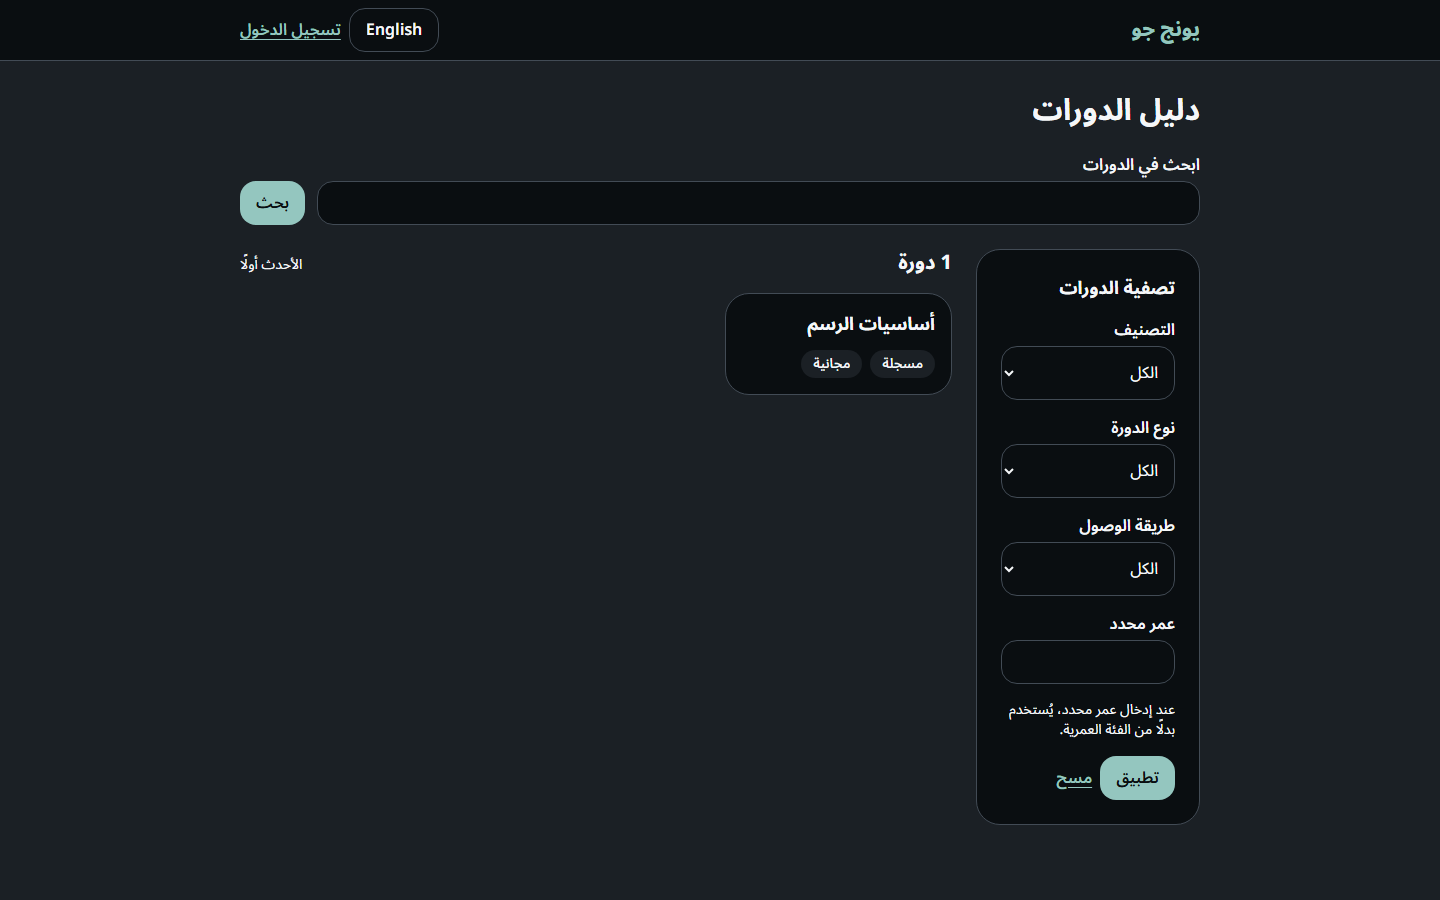 يونج جو
English
تسجيل الدخول
دليل الدورات
ابحث في الدورات
بحث
تصفية الدورات
التصنيف
الكل
نوع الدورة
الكل
طريقة الوصول
الكل
عمر محدد
عند إدخال عمر محدد، يُستخدم
بدلًا من الفئة العمرية.
تطبيق
مسح
1 دورة
الأحدث أولًا
أساسيات الرسم
مسجلة
مجانية